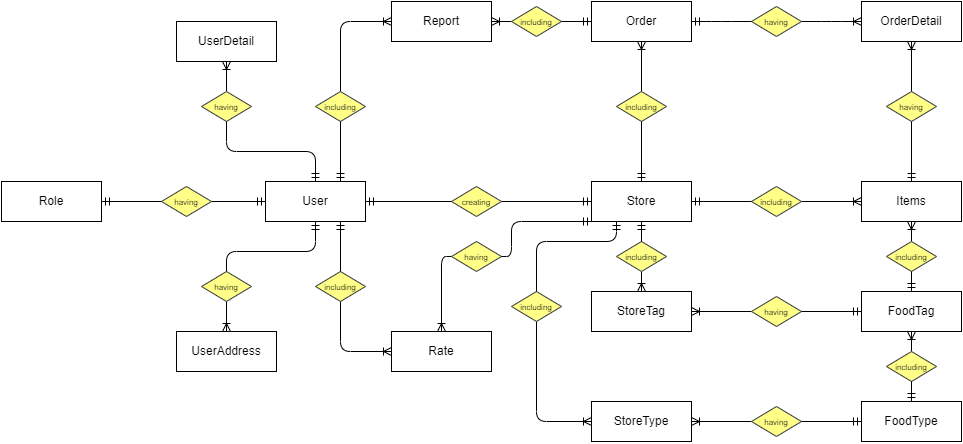 Report
including
Order
having
OrderDetail
UserDetail
having
including
including
having
Role
having
User
creating
Store
including
Items
having
including
having
including
including
including
UserAddress
Rate
StoreTag
having
FoodTag
including
StoreType
having
FoodType